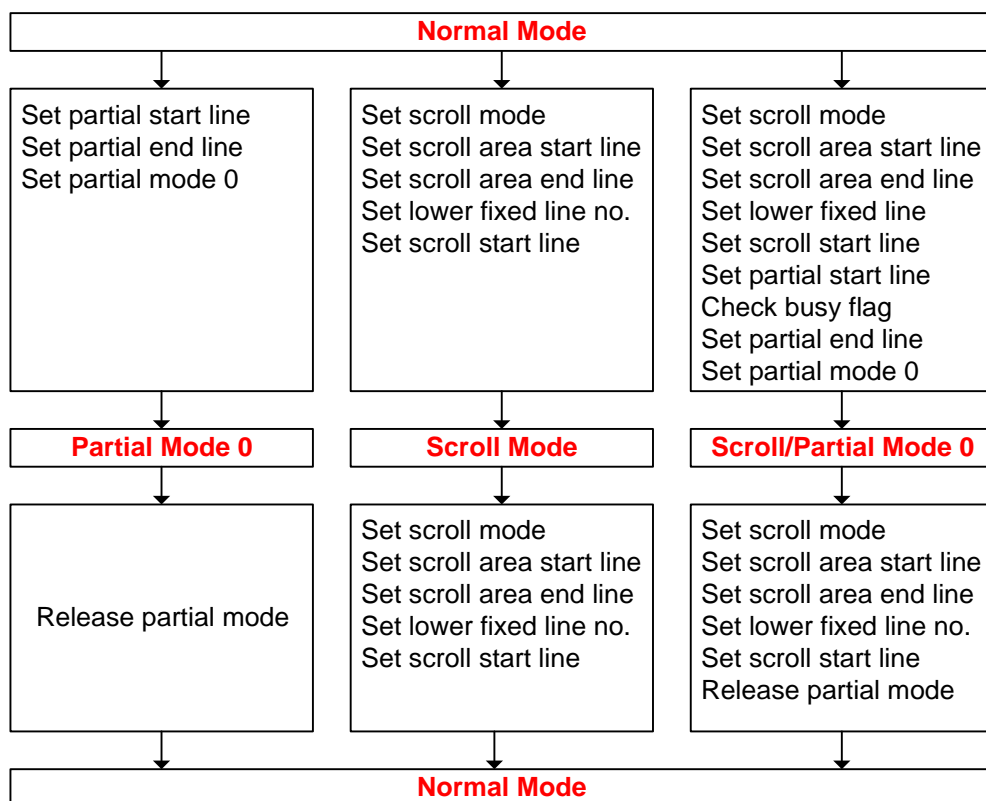 Normal Mode
Set partial start line
Set partial end line
Set partial mode 0
Set scroll mode
Set scroll area start line
Set scroll area end line
Set lower fixed line no.
Set scroll start line
Set scroll mode
Set scroll area start line
Set scroll area end line
Set lower fixed line
Set scroll start line
Set partial start line
Check busy flag
Set partial end line
Set partial mode 0
Partial Mode 0
Scroll Mode
Scroll/Partial Mode 0
Release partial mode
Set scroll mode
Set scroll area start line
Set scroll area end line
Set lower fixed line no.
Set scroll start line
Set scroll mode
Set scroll area start line
Set scroll area end line
Set lower fixed line no.
Set scroll start line
Release partial mode
Normal Mode